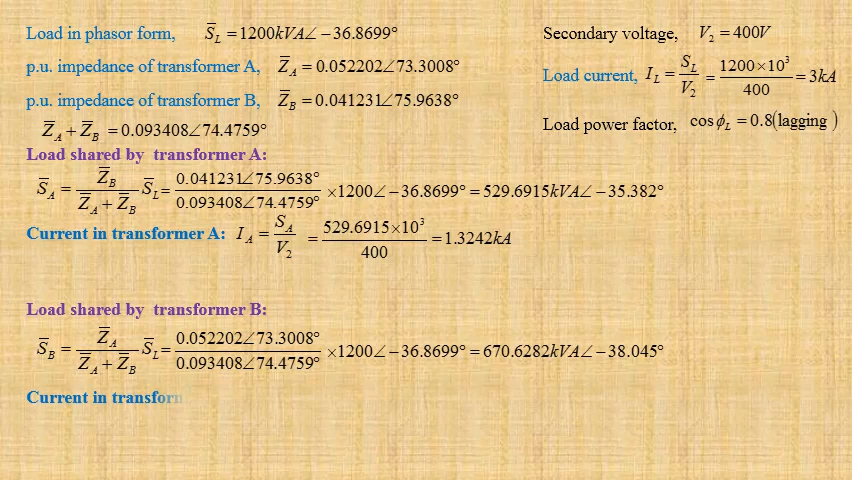 Load in phasor form, S̅_L = 1200kVA∠ − 36.8699°
Secondary voltage, V_2 = 400V
p.u. impedance of transformer A, Z̅_A = 0.052202∠73.3008°
Load current, I_L = S_L / V_2 = 1200×10^3 / 400 = 3kA
p.u. impedance of transformer B, Z̅_B = 0.041231∠75.9638°
Load power factor, cos ϕ_L = 0.8(lagging )
Z̅_A + Z̅_B = 0.093408∠74.4759°
Load shared by transformer A:
S̅_A = Z̅_B / (Z̅_A + Z̅_B) S̅_L = 0.041231∠75.9638° / 0.093408∠74.4759° ×1200∠ − 36.8699° = 529.6915kVA∠ − 35.382°
Current in transformer A: I_A = S_A / V_2 = 529.6915×10^3 / 400 = 1.3242kA
Load shared by transformer B:
S̅_B = Z̅_A / (Z̅_A + Z̅_B) S̅_L = 0.052202∠73.3008° / 0.093408∠74.4759° ×1200∠ − 36.8699° = 670.6282kVA∠ − 38.045°
Current in transform